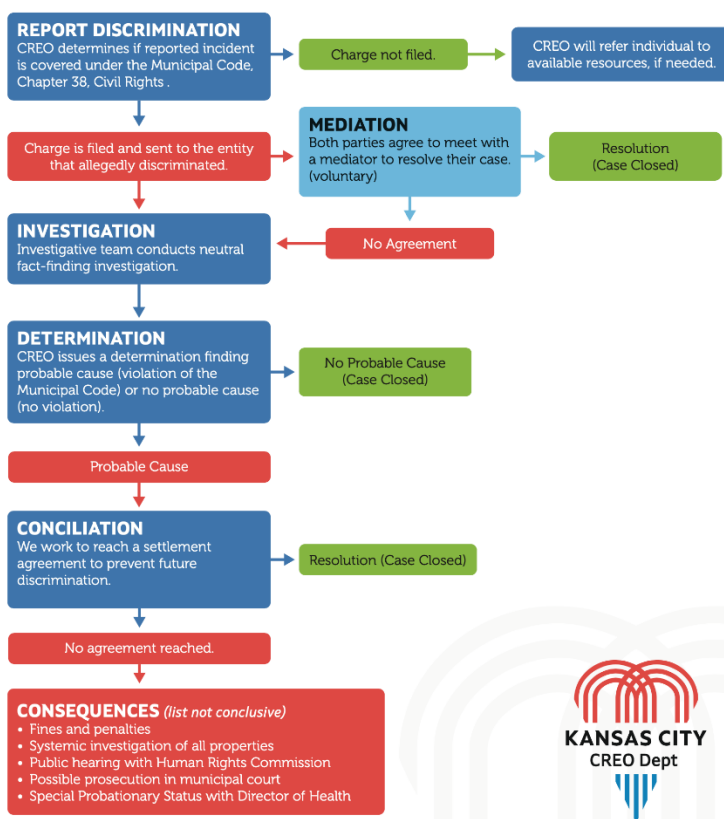 REPORT DISCRIMINATION
CREO determines if reported incident
is covered under the Municipal Code,
Chapter 38, Civil Rights .
Charge not filed.
CREO will refer individual to
available resources, if needed.
Charge is filed and sent to the entity
that allegedly discriminated.
MEDIATION
Both parties agree to meet with
a mediator to resolve their case.
(voluntary)
Resolution
(Case Closed)
No Agreement
INVESTIGATION
Investigative team conducts neutral
fact-finding investigation.
DETERMINATION
CREO issues a determination finding
probable cause (violation of the
Municipal Code) or no probable cause
(no violation).
No Probable Cause
(Case Closed)
Probable Cause
CONCILIATION
We work to reach a settlement
agreement to prevent future
discrimination.
Resolution (Case Closed)
No agreement reached.
CONSEQUENCES (list not conclusive)
• Fines and penalties
• Systemic investigation of all properties
• Public hearing with Human Rights Commission
• Possible prosecution in municipal court
• Special Probationary Status with Director of Health
KANSAS CITY
CREO Dept